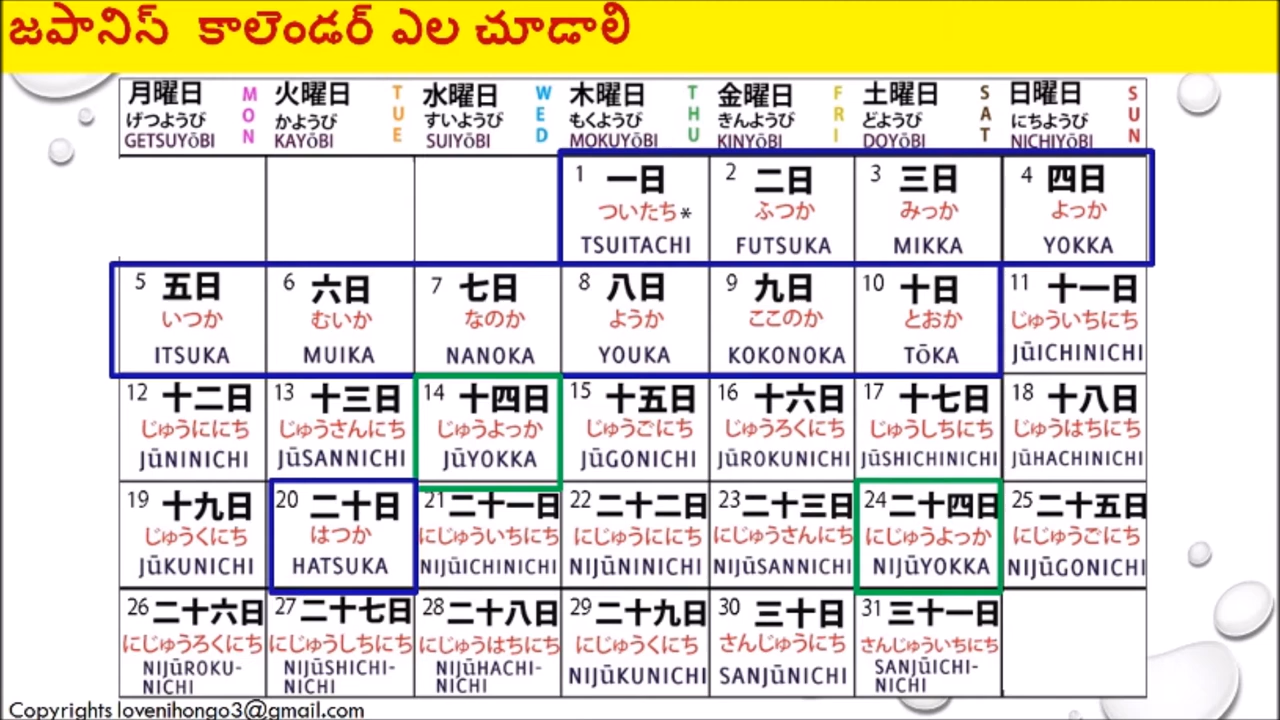 జపానీస్ కాలెండర్ ఎల చూడాలి
月曜日 MON 火曜日 TUE 水曜日 WED 木曜日 THU 金曜日 FRI 土曜日 SAT 日曜日 SUN
げつようび かようび すいようび もくようび きんようび どようび にちようび
GETSUYōBI KAYōBI SUIYōBI MOKUYōBI KINYōBI DOYōBI NICHIYōBI
1 一日 2 二日 3 三日 4 四日
ついたち* ふつか みっか よっか
TSUITACHI FUTSUKA MIKKA YOKKA
5 五日 6 六日 7 七日 8 八日 9 九日 10 十日 11 十一日
いつか むいか なのか ようか ここのか とおか じゅういちにち
ITSUKA MUIKA NANOKA YOUKA KOKONOKA TōKA JūICHINICHI
12 十二日 13 十三日 14 十四日 15 十五日 16 十六日 17 十七日 18 十八日
じゅうににち じゅうさんにち じゅうよっか じゅうごにち じゅうろくにち じゅうしちにち じゅうはちにち
JūNINICHI JūSANNICHI JūYOKKA JūGONICHI JūROKUNICHI JūSHICHINICHI JūHACHINICHI
19 十九日 20 二十日 21 二十一日 22 二十二日 23 二十三日 24 二十四日 25 二十五日
じゅうくにち はつか にじゅういちにち にじゅうににち にじゅうさんにち にじゅうよっか にじゅうごにち
JūKUNICHI HATSUKA NIJūICHINICHI NIJūNINICHI NIJūSANNICHI NIJūYOKKA NIJūGONICHI
26 二十六日 27 二十七日 28 二十八日 29 二十九日 30 三十日 31 三十一日
にじゅうろくにち にじゅうしちにち にじゅうはちにち にじゅうくにち さんじゅうにち さんじゅういちにち
NIJūROKU- NIJūSHICHI- NIJūHACHI- NIJūKUNICHI SANJūNICHI SANJūICHI-
NICHI NICHI NICHI NICHI
Copyrights lovenihongo3@gmail.com